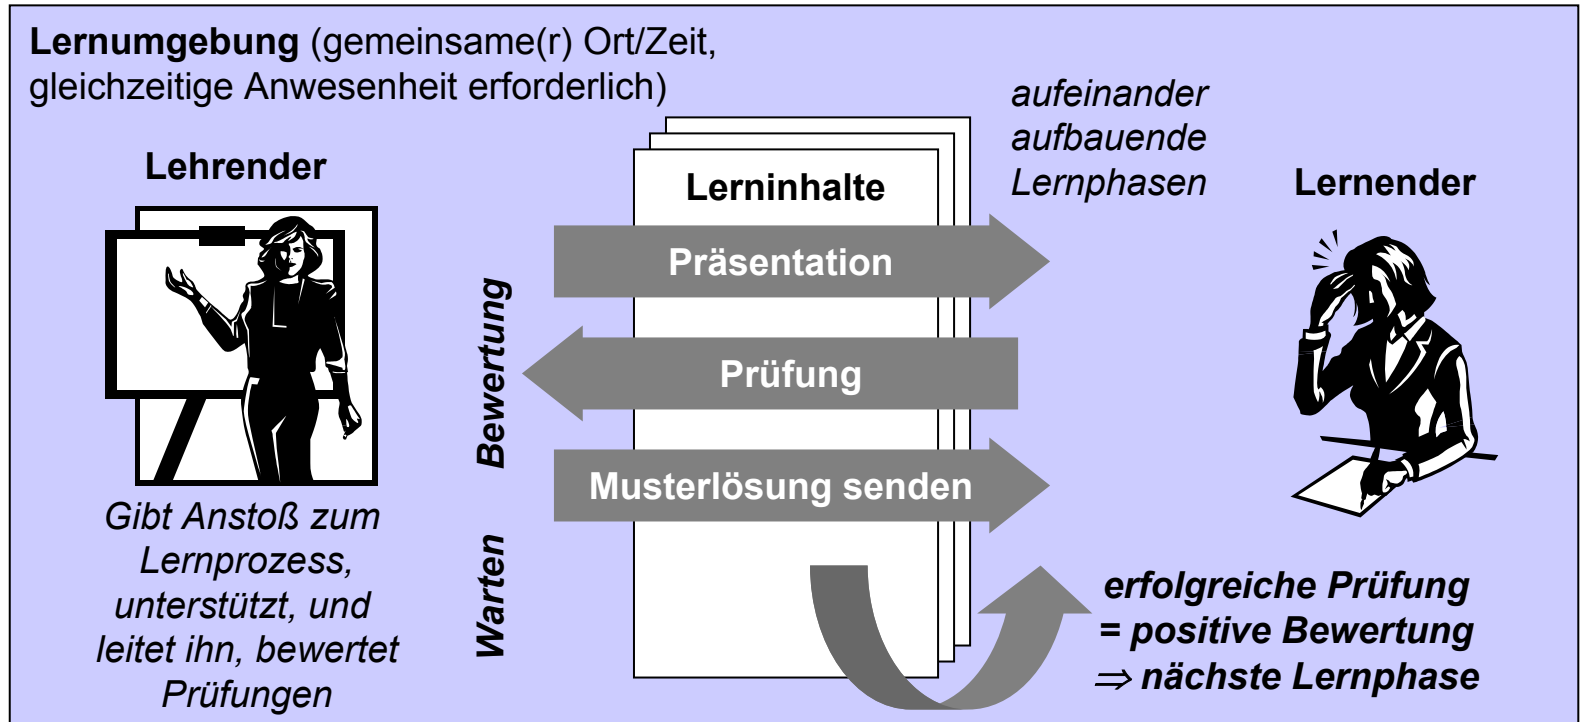 Lernumgebung (gemeinsame(r) Ort/Zeit,
gleichzeitige Anwesenheit erforderlich)
Lehrender
Gibt Anstoß zum
Lernprozess,
unterstützt, und
leitet ihn, bewertet
Prüfungen
Bewertung
Warten
Lerninhalte
Präsentation
Prüfung
Musterlösung senden
aufeinander
aufbauende
Lernphasen
Lernender
erfolgreiche Prüfung
= positive Bewertung
⇒ nächste Lernphase